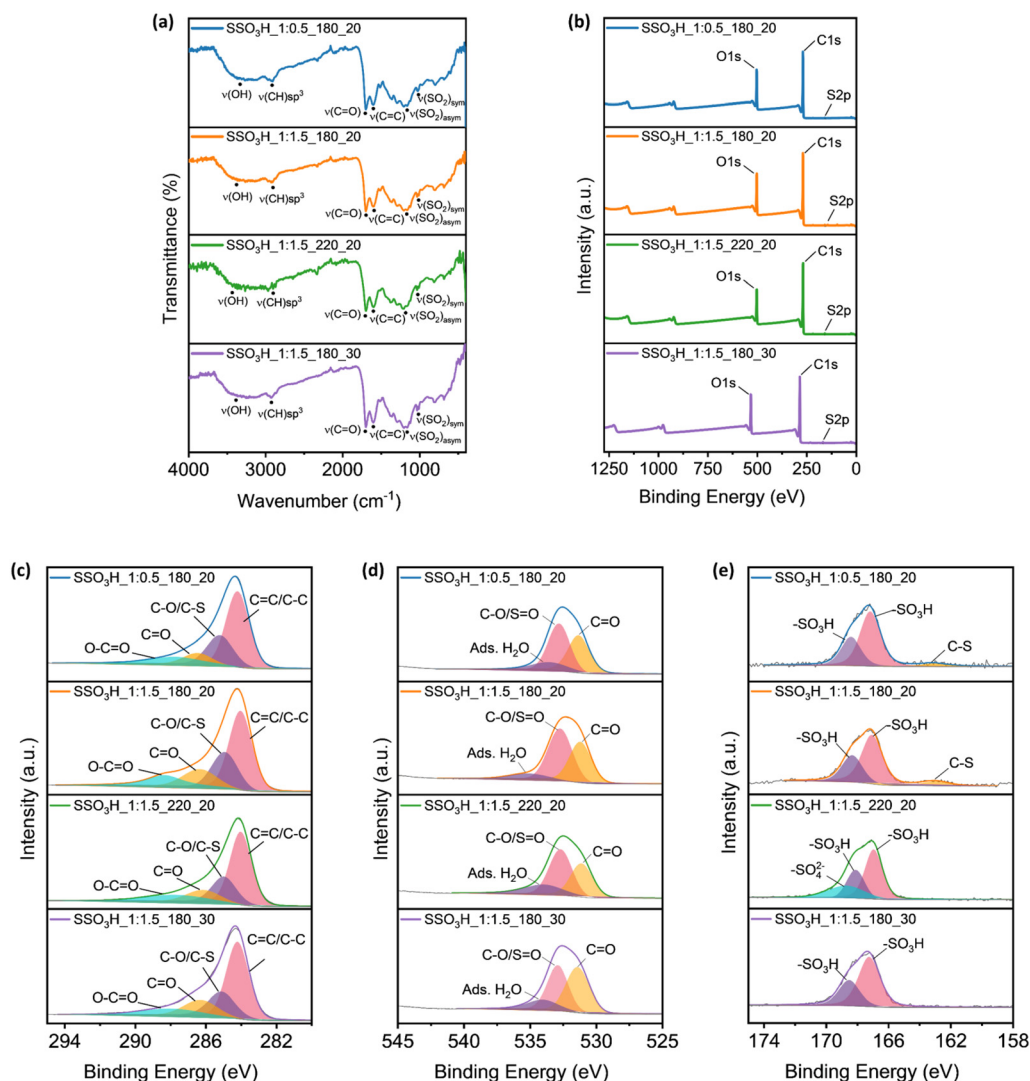 (a)
SSO₃H_1:0.5_180_20
ν(OH)
ν(CH)sp³
ν(C=O)
ν(C=C)
ν(SO₂)sym
ν(SO₂)asym
SSO₃H_1:1.5_180_20
ν(OH)
ν(CH)sp³
ν(C=O)
ν(C=C)
ν(SO₂)sym
ν(SO₂)asym
SSO₃H_1:1.5_220_20
ν(OH)
ν(CH)sp³
ν(C=O)
ν(C=C)
ν(SO₂)sym
ν(SO₂)asym
SSO₃H_1:1.5_180_30
ν(OH)
ν(CH)sp³
ν(C=O)
ν(C=C)
ν(SO₂)sym
ν(SO₂)asym
Transmittance (%)
4000 3000 2000 1000
Wavenumber (cm⁻¹)
(b)
SSO₃H_1:0.5_180_20
O1s
C1s
S2p
SSO₃H_1:1.5_180_20
O1s
C1s
S2p
SSO₃H_1:1.5_220_20
O1s
C1s
S2p
SSO₃H_1:1.5_180_30
O1s
C1s
S2p
Intensity (a.u.)
1250 1000 750 500 250 0
Binding Energy (eV)
(c)
SSO₃H_1:0.5_180_20
C-O/C-S
C=C/C-C
C=O
O-C=O
SSO₃H_1:1.5_180_20
C-O/C-S
C=C/C-C
C=O
O-C=O
SSO₃H_1:1.5_220_20
C-O/C-S
C=C/C-C
C=O
O-C=O
SSO₃H_1:1.5_180_30
C-O/C-S
C=C/C-C
C=O
O-C=O
Intensity (a.u.)
294 290 286 282
Binding Energy (eV)
(d)
SSO₃H_1:0.5_180_20
C-O/S=O
C=O
Ads. H₂O
SSO₃H_1:1.5_180_20
C-O/S=O
C=O
Ads. H₂O
SSO₃H_1:1.5_220_20
C-O/S=O
C=O
Ads. H₂O
SSO₃H_1:1.5_180_30
C-O/S=O
C=O
Ads. H₂O
Intensity (a.u.)
545 540 535 530 525
Binding Energy (eV)
(e)
SSO₃H_1:0.5_180_20
-SO₃H
-SO₃H
C-S
SSO₃H_1:1.5_180_20
-SO₃H
-SO₃H
C-S
SSO₃H_1:1.5_220_20
-SO₃H
-SO₃H
-SO₄²⁻
SSO₃H_1:1.5_180_30
-SO₃H
-SO₃H
Intensity (a.u.)
174 170 166 162 158
Binding Energy (eV)